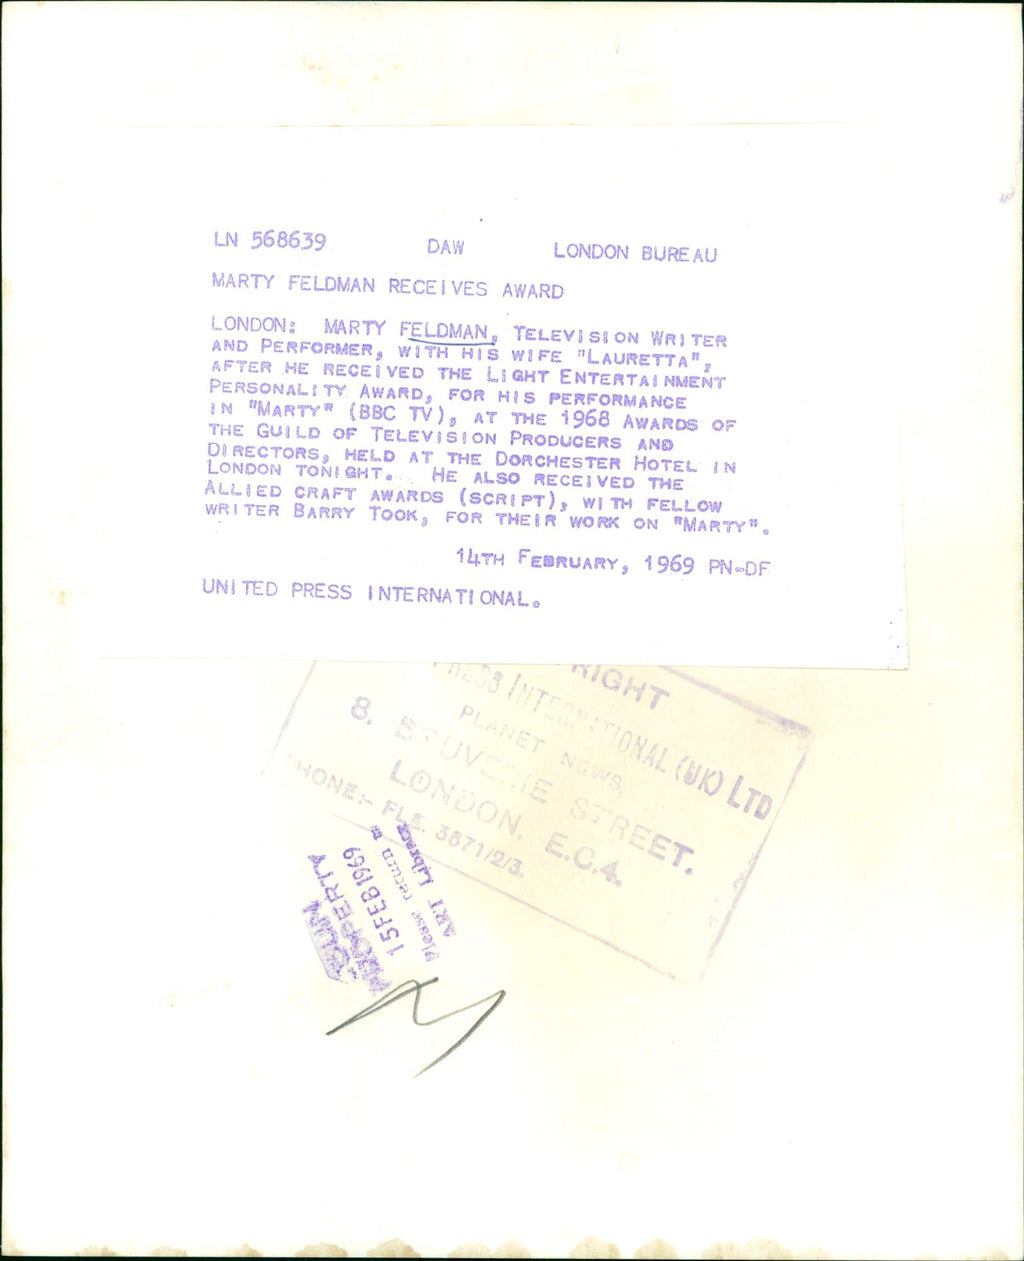 LN 568639 DAW LONDON BUREAU
MARTY FELDMAN RECEIVES AWARD
LONDON: MARTY FELDMAN, TELEVISION WRITER
AND PERFORMER, WITH HIS WIFE "LAURETTA",
AFTER HE RECEIVED THE LIGHT ENTERTAINMENT
PERSONALITY AWARD, FOR HIS PERFORMANCE
IN "MARTY" (BBC TV), AT THE 1968 AWARDS OF
THE GUILD OF TELEVISION PRODUCERS AND
DIRECTORS, HELD AT THE DORCHESTER HOTEL IN
LONDON TONIGHT. HE ALSO RECEIVED THE
ALLIED CRAFT AWARDS (SCRIPT), WITH FELLOW
WRITER BARRY TOOK, FOR THEIR WORK ON "MARTY".
14TH FEBRUARY, 1969 PN-DF
UNITED PRESS INTERNATIONAL.
RIGHT
PRESS INTERNATIONAL (UK) LTD
PLANET NEWS.
8. BOUVERIE STREET.
LONDON. E.C.4.
HONE:- FLE. 3671/2/3.
PROPERTY
15 FEB 1969
Please return to
ART Library